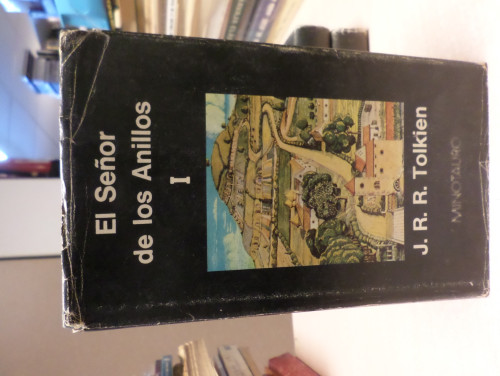 El Señor
de los Anillos
I
J. R. R. Tolkien
MINOTAURO